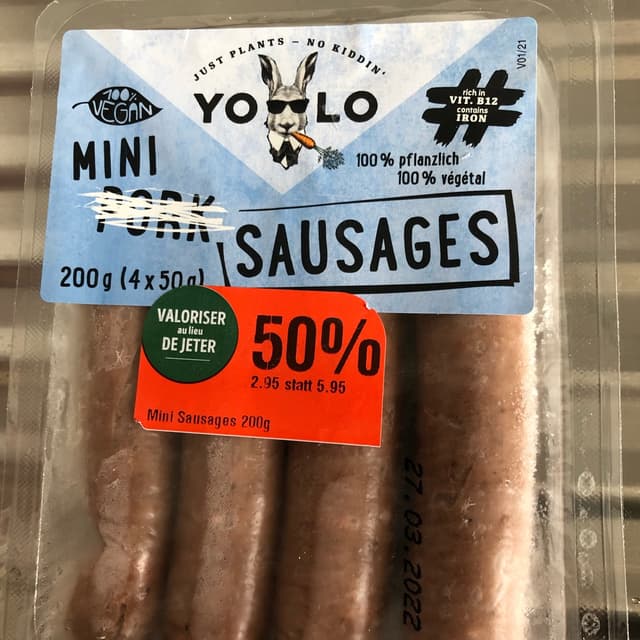 JUST PLANTS – NO KIDDIN'
V01/21
100% VEGAN
YOLO
rich in
VIT. B12
contains
IRON
100% pflanzlich
100% végétal
MINI
PORK
SAUSAGES
200g (4x50g)
VALORISER
au lieu
DE JETER
50%
2.95 statt 5.95
Mini Sausages 200g
27.03.2022